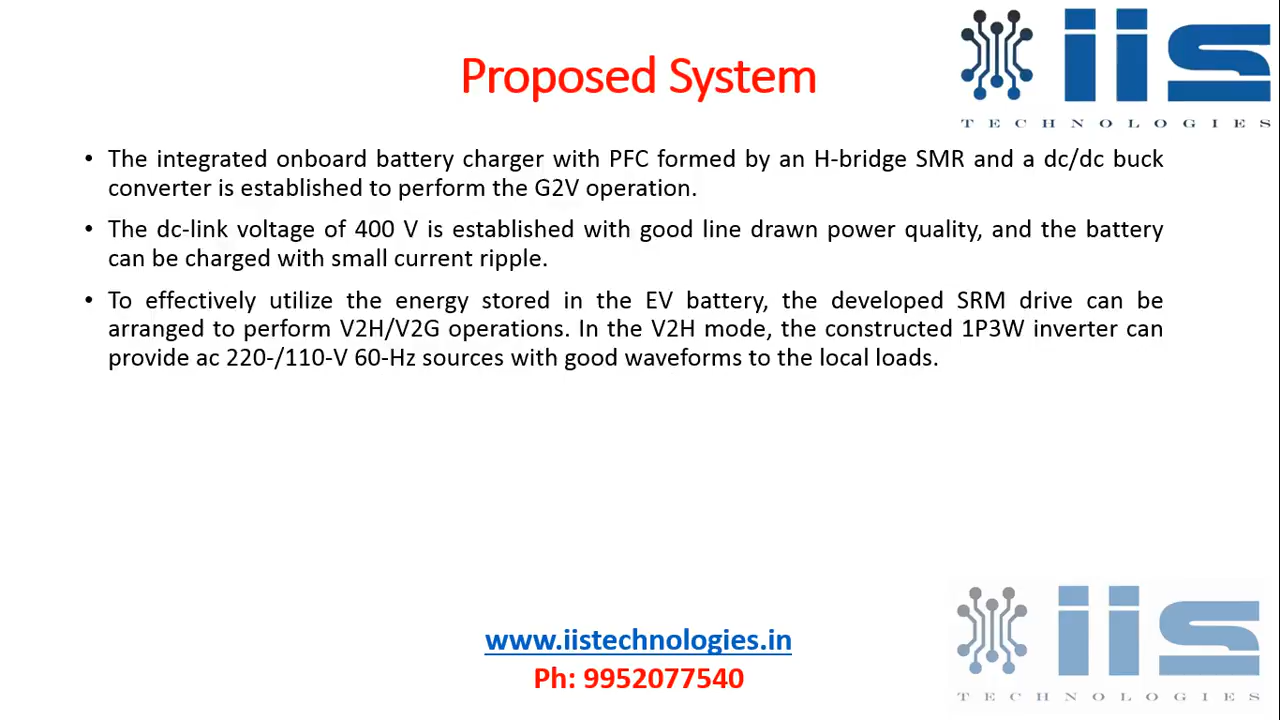 iis
TECHNOLOGIES
Proposed System
• The integrated onboard battery charger with PFC formed by an H-bridge SMR and a dc/dc buck
converter is established to perform the G2V operation.
• The dc-link voltage of 400 V is established with good line drawn power quality, and the battery
can be charged with small current ripple.
• To effectively utilize the energy stored in the EV battery, the developed SRM drive can be
arranged to perform V2H/V2G operations. In the V2H mode, the constructed 1P3W inverter can
provide ac 220-/110-V 60-Hz sources with good waveforms to the local loads.
www.iistechnologies.in
Ph: 9952077540
iis
TECHNOLOGIES